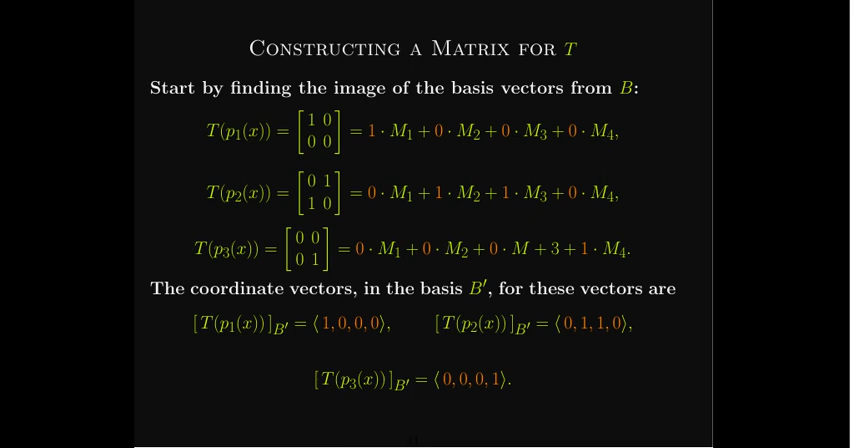 CONSTRUCTING A MATRIX FOR T
Start by finding the image of the basis vectors from B:
T(p₁(x)) = [1 0; 0 0] = 1 · M₁ + 0 · M₂ + 0 · M₃ + 0 · M₄,
T(p₂(x)) = [0 1; 1 0] = 0 · M₁ + 1 · M₂ + 1 · M₃ + 0 · M₄,
T(p₃(x)) = [0 0; 0 1] = 0 · M₁ + 0 · M₂ + 0 · M + 3 + 1 · M₄.
The coordinate vectors, in the basis B′, for these vectors are
[T(p₁(x))]B′ = ⟨1, 0, 0, 0⟩, [T(p₂(x))]B′ = ⟨0, 1, 1, 0⟩,
[T(p₃(x))]B′ = ⟨0, 0, 0, 1⟩.